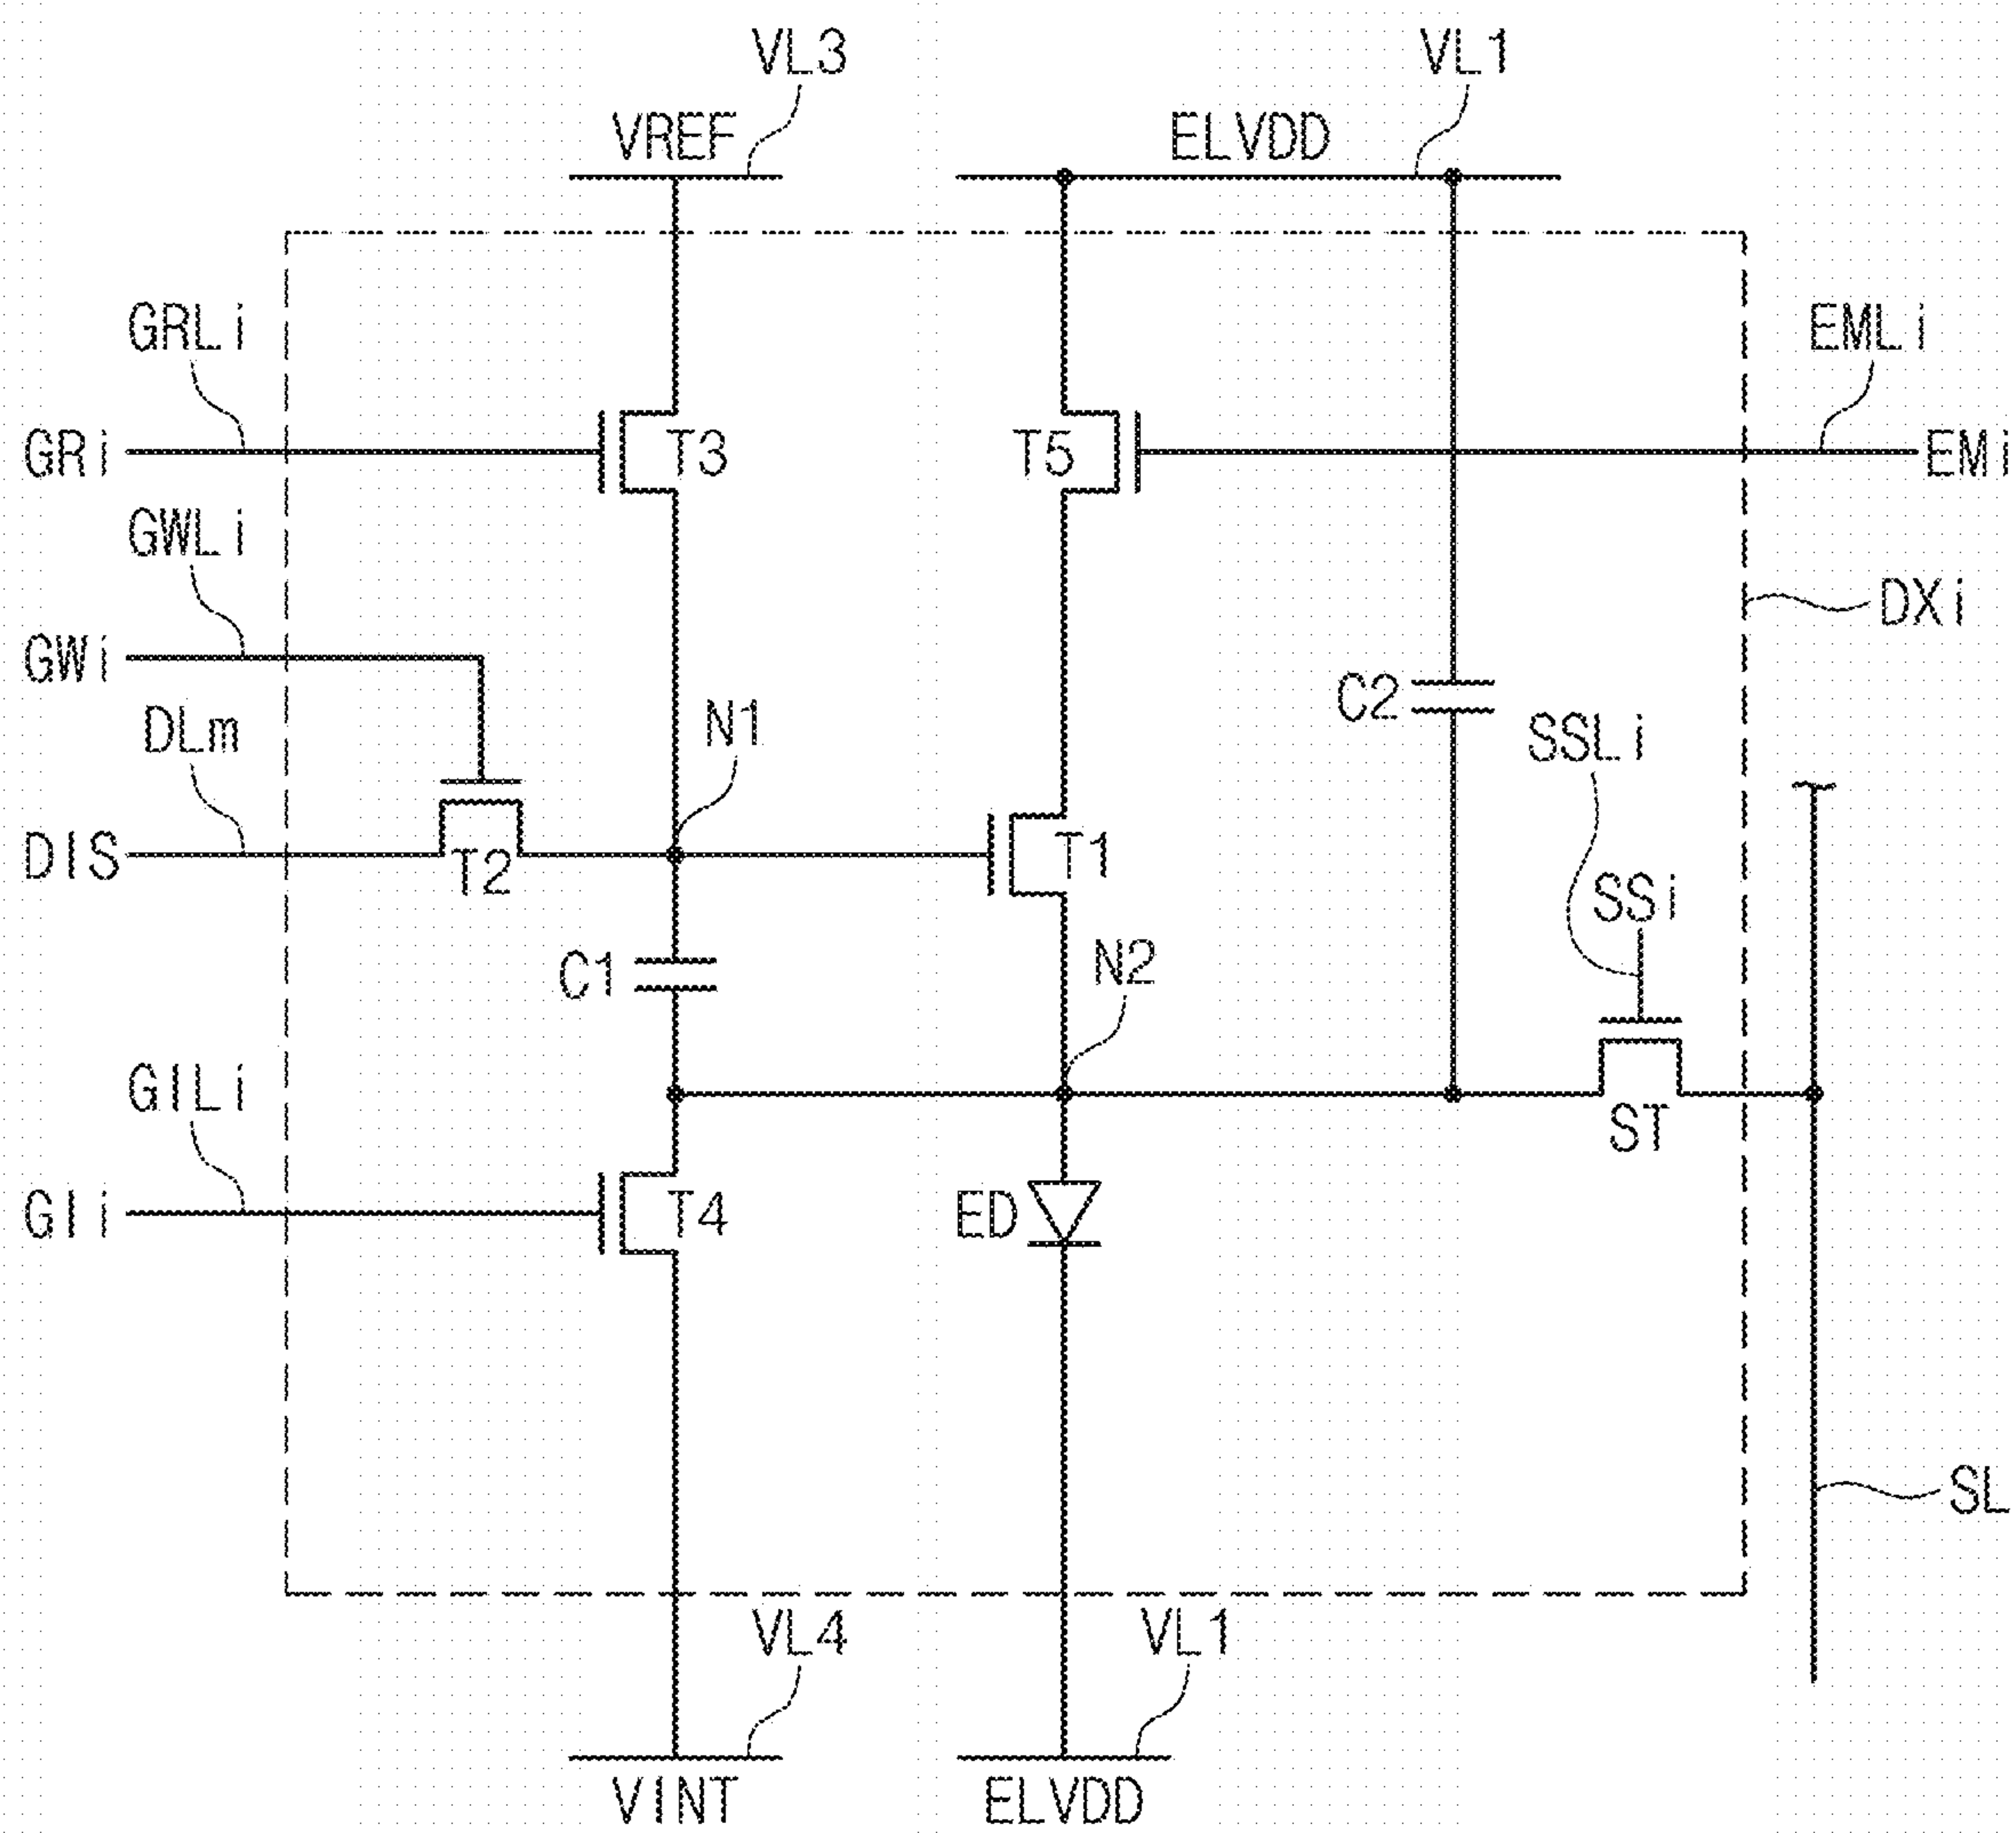 VL3
VL1
VREF
ELVDD
GRLi
EMLi
GRi
T3
T5
EMi
GWLi
DXi
GWi
C2
DLm
N1
SSLi
DIS
T2
T1
SSi
C1
N2
GILi
ST
GIi
T4
ED
SL
VL4
VL1
VINT
ELVDD